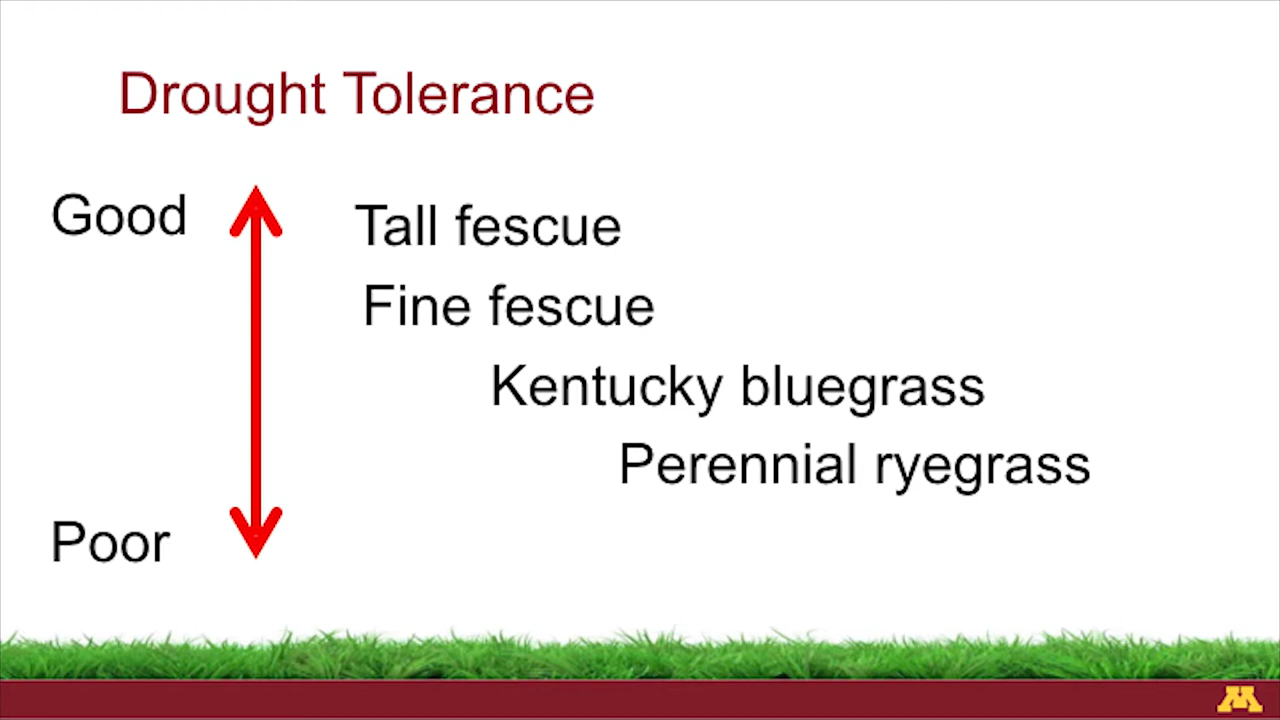 Drought Tolerance
Good
Tall fescue
Fine fescue
Kentucky bluegrass
Perennial ryegrass
Poor
M